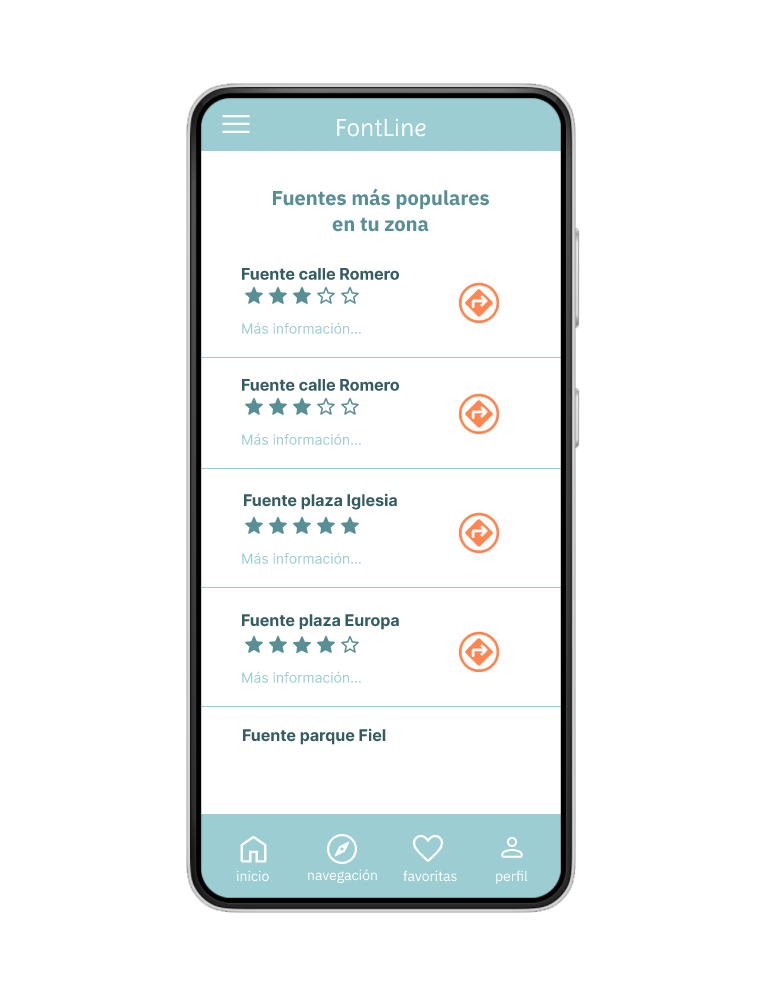 FontLine
Fuentes más populares
en tu zona
Fuente calle Romero
Más información...
Fuente calle Romero
Más información...
Fuente plaza Iglesia
Más información...
Fuente plaza Europa
Más información...
Fuente parque Fiel
inicio
navegación
favoritas
perfil